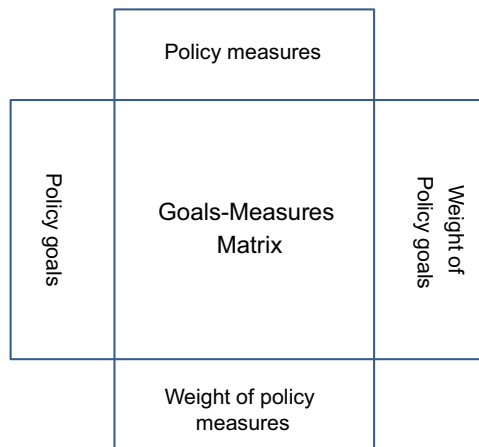 Policy measures
Policy goals
Goals-Measures
Matrix
Weight of
Policy goals
Weight of policy
measures